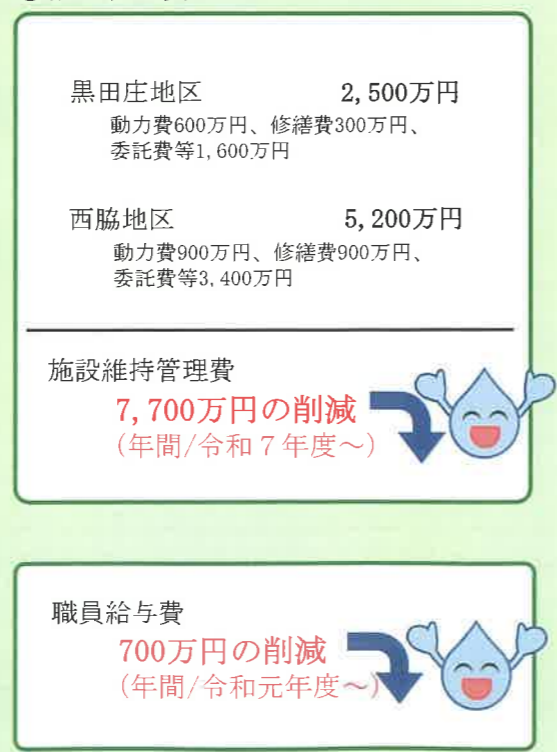 黒田庄地区 2,500万円
動力費600万円、修繕費300万円、
委託費等1,600万円
西脇地区 5,200万円
動力費900万円、修繕費900万円、
委託費等3,400万円
施設維持管理費
7,700万円の削減
(年間/令和7年度～)
職員給与費
700万円の削減
(年間/令和元年度～)